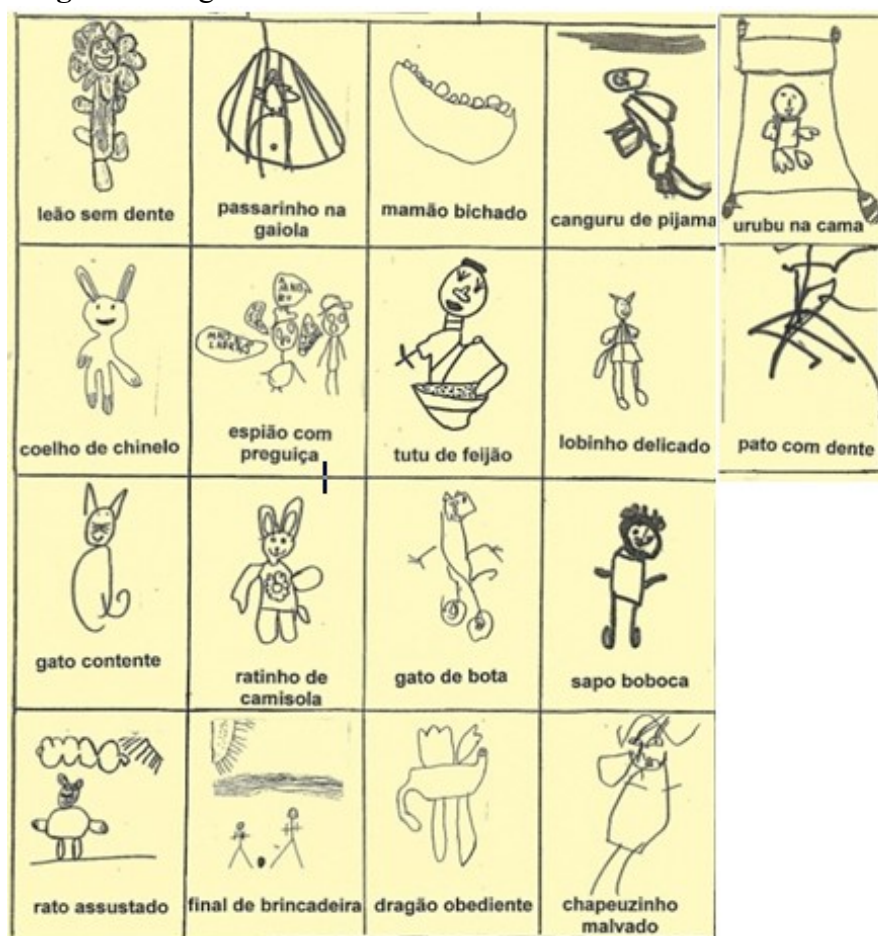 leão sem dente
passarinho na
gaiola
mamão bichado
canguru de pijama
urubu na cama
coelho de chinelo
espião com
preguiça
tutu de feijão
lobinho delicado
pato com dente
gato contente
ratinho de
camisola
gato de bota
sapo boboca
rato assustado
final de brincadeira
dragão obediente
chapeuzinho
malvado